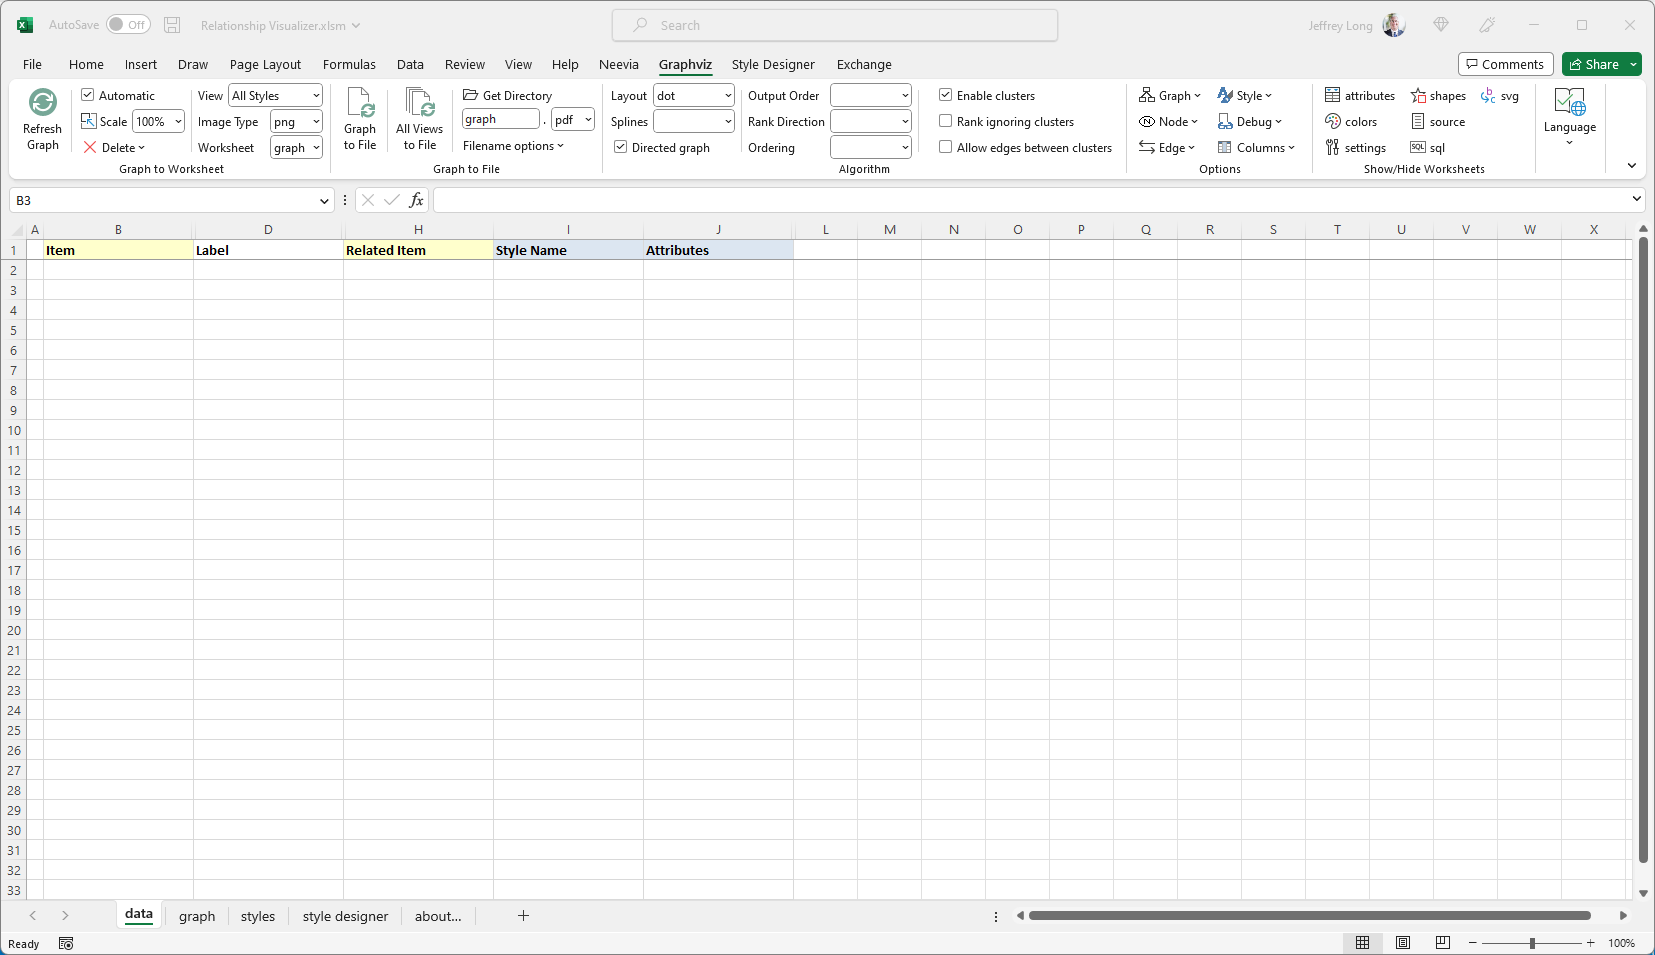 AutoSave Off Relationship Visualizer.xlsm Search Jeffrey Long
File Home Insert Draw Page Layout Formulas Data Review View Help Neevia Graphviz Style Designer Exchange Comments Share
Refresh Graph
Automatic
Scale 100%
Delete
View All Styles
Image Type png
Worksheet graph
Graph to Worksheet
Graph to File
All Views to File
Get Directory
graph . pdf
Filename options
Graph to File
Layout dot
Splines
Directed graph
Output Order
Rank Direction
Ordering
Enable clusters
Rank ignoring clusters
Allow edges between clusters
Algorithm
Graph Style
Node Debug
Edge Columns
Options
attributes shapes svg
colors source
settings SQL sql
Show/Hide Worksheets
Language
B3 fx
A B D H I J L M N O P Q R S T U V W X
1 Item Label Related Item Style Name Attributes
2
3
4
5
6
7
8
9
10
11
12
13
14
15
16
17
18
19
20
21
22
23
24
25
26
27
28
29
30
31
32
33
data graph styles style designer about... +
Ready 100%